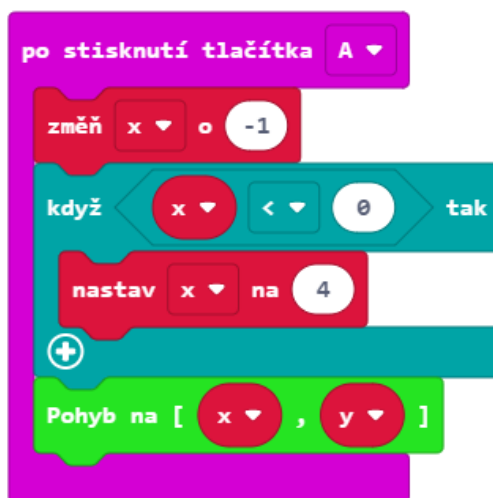 po stisknutí tlačítka A
změň x o -1
když x < 0 tak
nastav x na 4
Pohyb na [ x , y ]